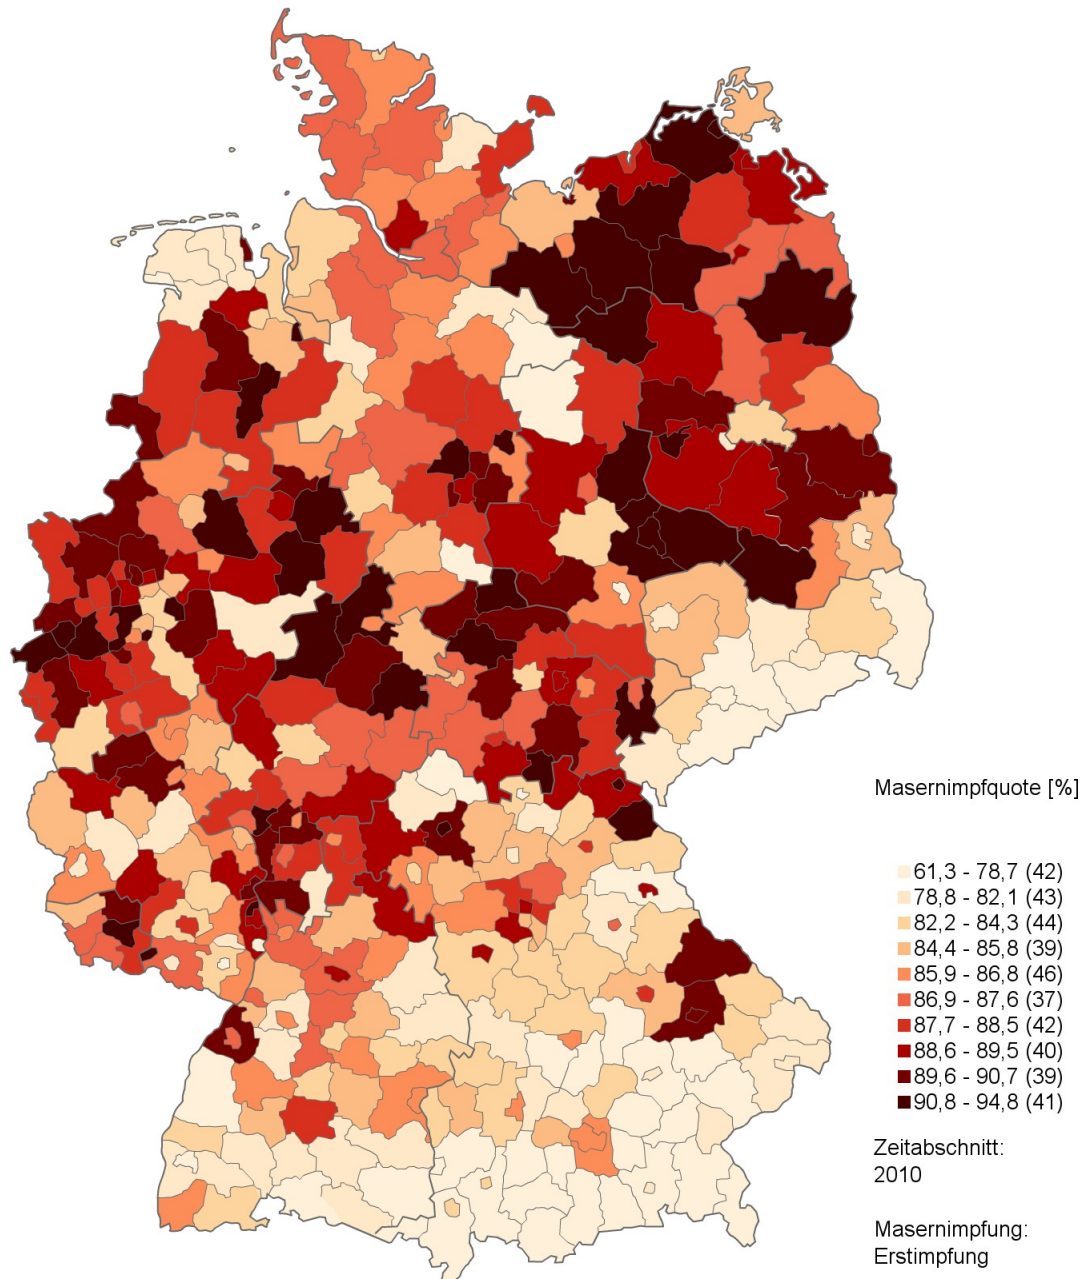 Masernimpfquote [%]
61,3 - 78,7 (42)
78,8 - 82,1 (43)
82,2 - 84,3 (44)
84,4 - 85,8 (39)
85,9 - 86,8 (46)
86,9 - 87,6 (37)
87,7 - 88,5 (42)
88,6 - 89,5 (40)
89,6 - 90,7 (39)
90,8 - 94,8 (41)
Zeitabschnitt:
2010
Masernimpfung:
Erstimpfung